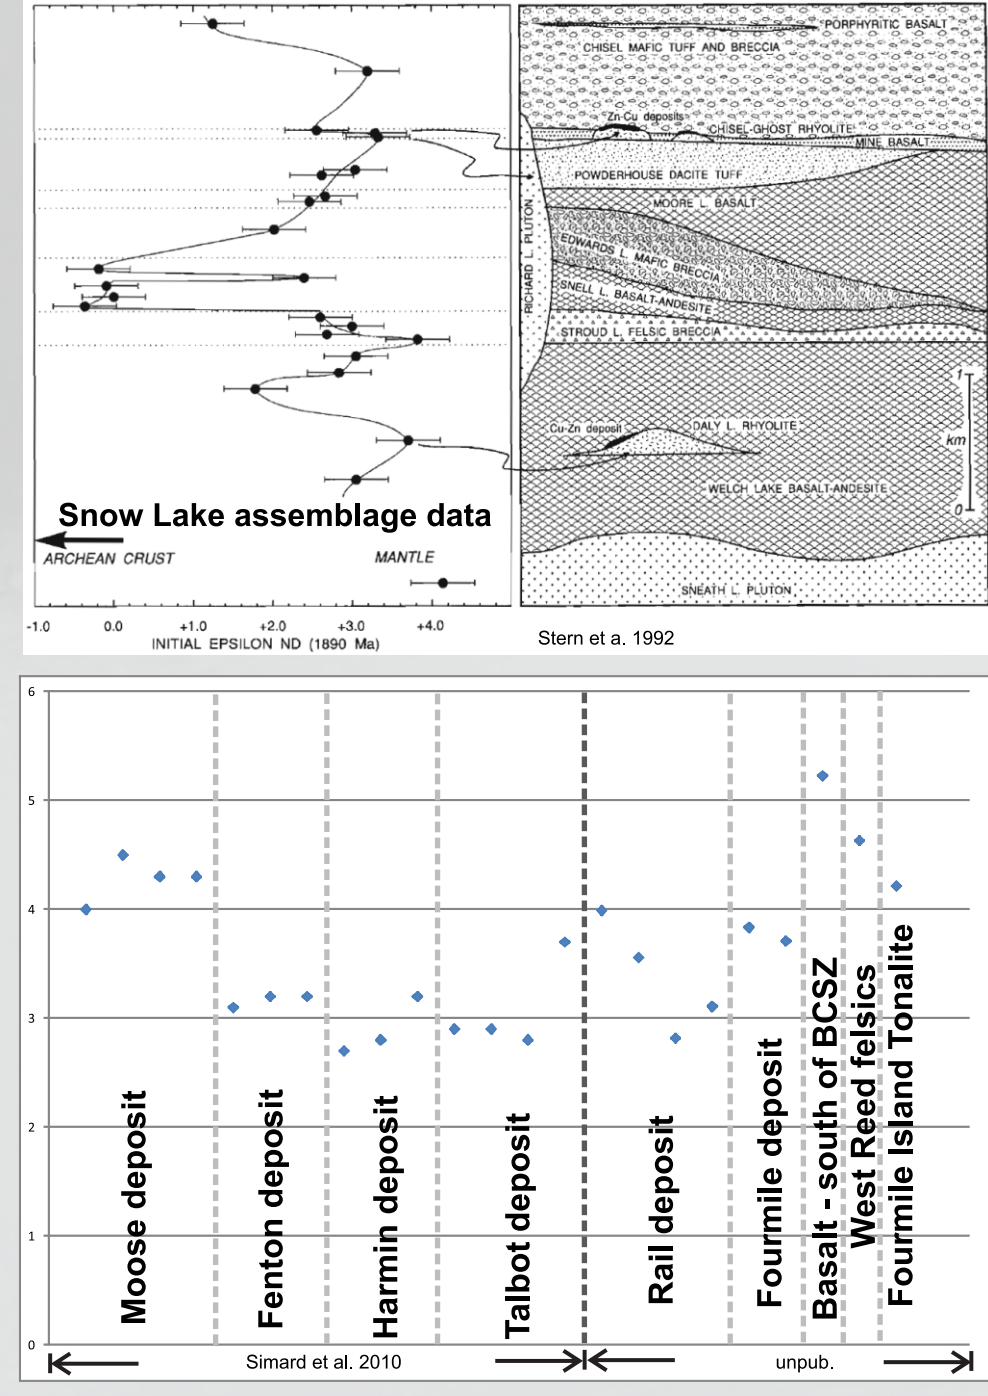 PORPHYRITIC BASALT
CHISEL MAFIC TUFF AND BRECCIA
Zn-Cu deposits
CHISEL-GHOST RHYOLITE
MINE BASALT
POWDERHOUSE DACITE TUFF
MOORE L. BASALT
RICHARD L. PLUTON
EDWARDS L. MAFIC BRECCIA
SNELL L. BASALT-ANDESITE
STROUD L. FELSIC BRECCIA
1
km
0
Cu-Zn deposit
DALY L. RHYOLITE
WELCH LAKE BASALT-ANDESITE
SNEATH L. PLUTON
Snow Lake assemblage data
ARCHEAN CRUST
MANTLE
-1.0 0.0 +1.0 +2.0 +3.0 +4.0
INITIAL EPSILON ND (1890 Ma)
Stern et a. 1992
6
5
4
3
2
1
0
Moose deposit
Fenton deposit
Harmin deposit
Talbot deposit
Rail deposit
Fourmile deposit
Basalt - south of BCSZ
West Reed felsics
Fourmile Island Tonalite
Simard et al. 2010
unpub.